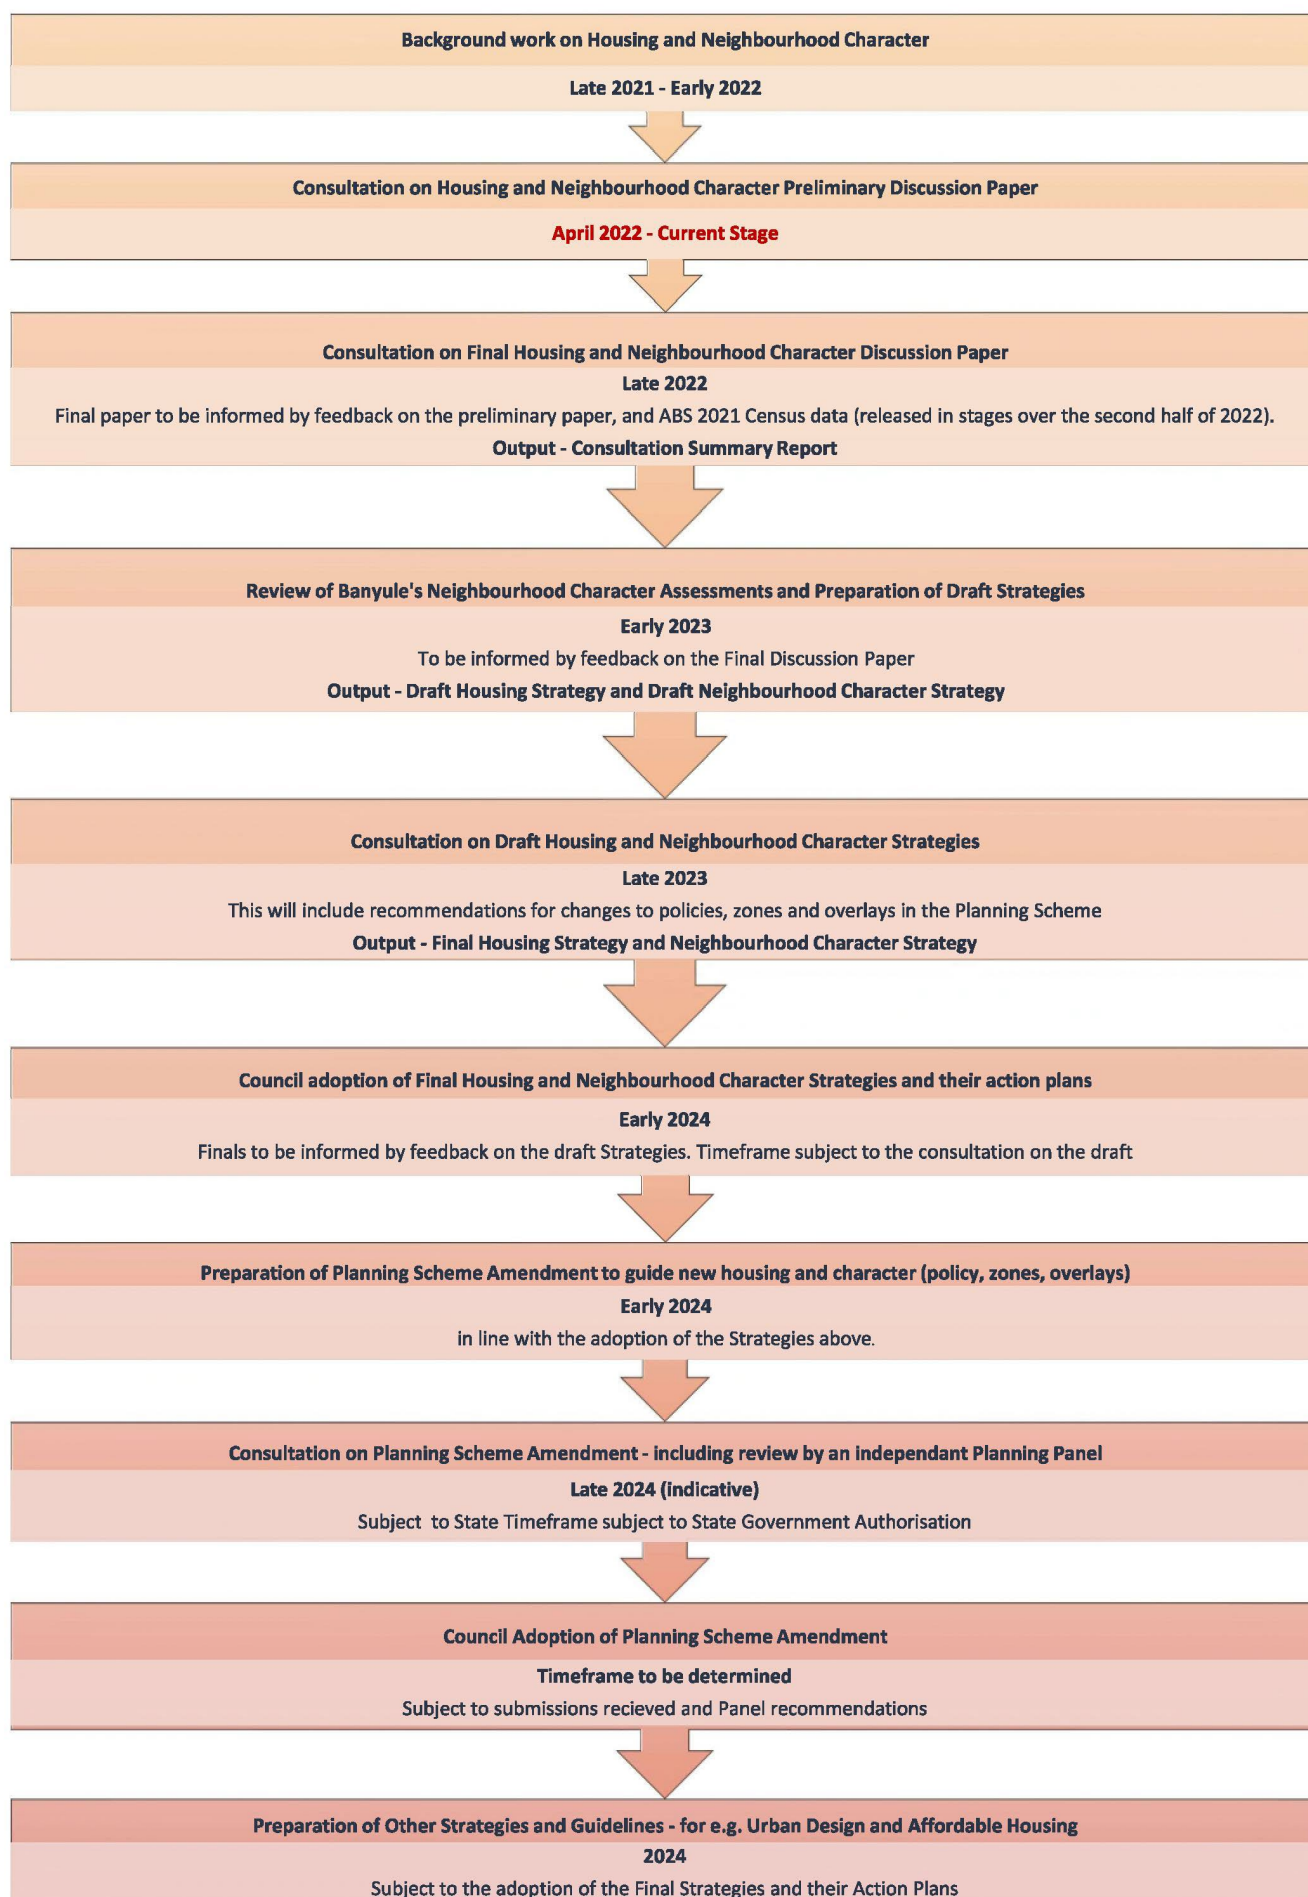 Background work on Housing and Neighbourhood Character
Late 2021 - Early 2022
Consultation on Housing and Neighbourhood Character Preliminary Discussion Paper
April 2022 - Current Stage
Consultation on Final Housing and Neighbourhood Character Discussion Paper
Late 2022
Final paper to be informed by feedback on the preliminary paper, and ABS 2021 Census data (released in stages over the second half of 2022).
Output - Consultation Summary Report
Review of Banyule's Neighbourhood Character Assessments and Preparation of Draft Strategies
Early 2023
To be informed by feedback on the Final Discussion Paper
Output - Draft Housing Strategy and Draft Neighbourhood Character Strategy
Consultation on Draft Housing and Neighbourhood Character Strategies
Late 2023
This will include recommendations for changes to policies, zones and overlays in the Planning Scheme
Output - Final Housing Strategy and Neighbourhood Character Strategy
Council adoption of Final Housing and Neighbourhood Character Strategies and their action plans
Early 2024
Finals to be informed by feedback on the draft Strategies. Timeframe subject to the consultation on the draft
Preparation of Planning Scheme Amendment to guide new housing and character (policy, zones, overlays)
Early 2024
in line with the adoption of the Strategies above.
Consultation on Planning Scheme Amendment - including review by an independant Planning Panel
Late 2024 (indicative)
Subject to State Timeframe subject to State Government Authorisation
Council Adoption of Planning Scheme Amendment
Timeframe to be determined
Subject to submissions recieved and Panel recommendations
Preparation of Other Strategies and Guidelines - for e.g. Urban Design and Affordable Housing
2024
Subject to the adoption of the Final Strategies and their Action Plans